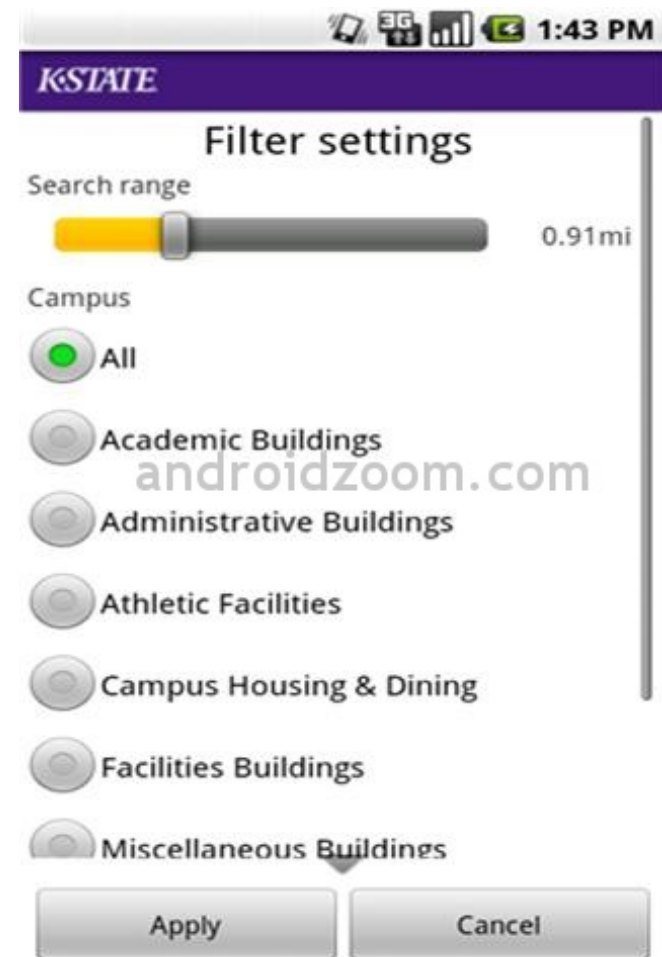 3G 1:43 PM
K-STATE
Filter settings
Search range
0.91mi
Campus
All
Academic Buildings
androidzoom.com
Administrative Buildings
Athletic Facilities
Campus Housing & Dining
Facilities Buildings
Miscellaneous Buildings
Apply Cancel